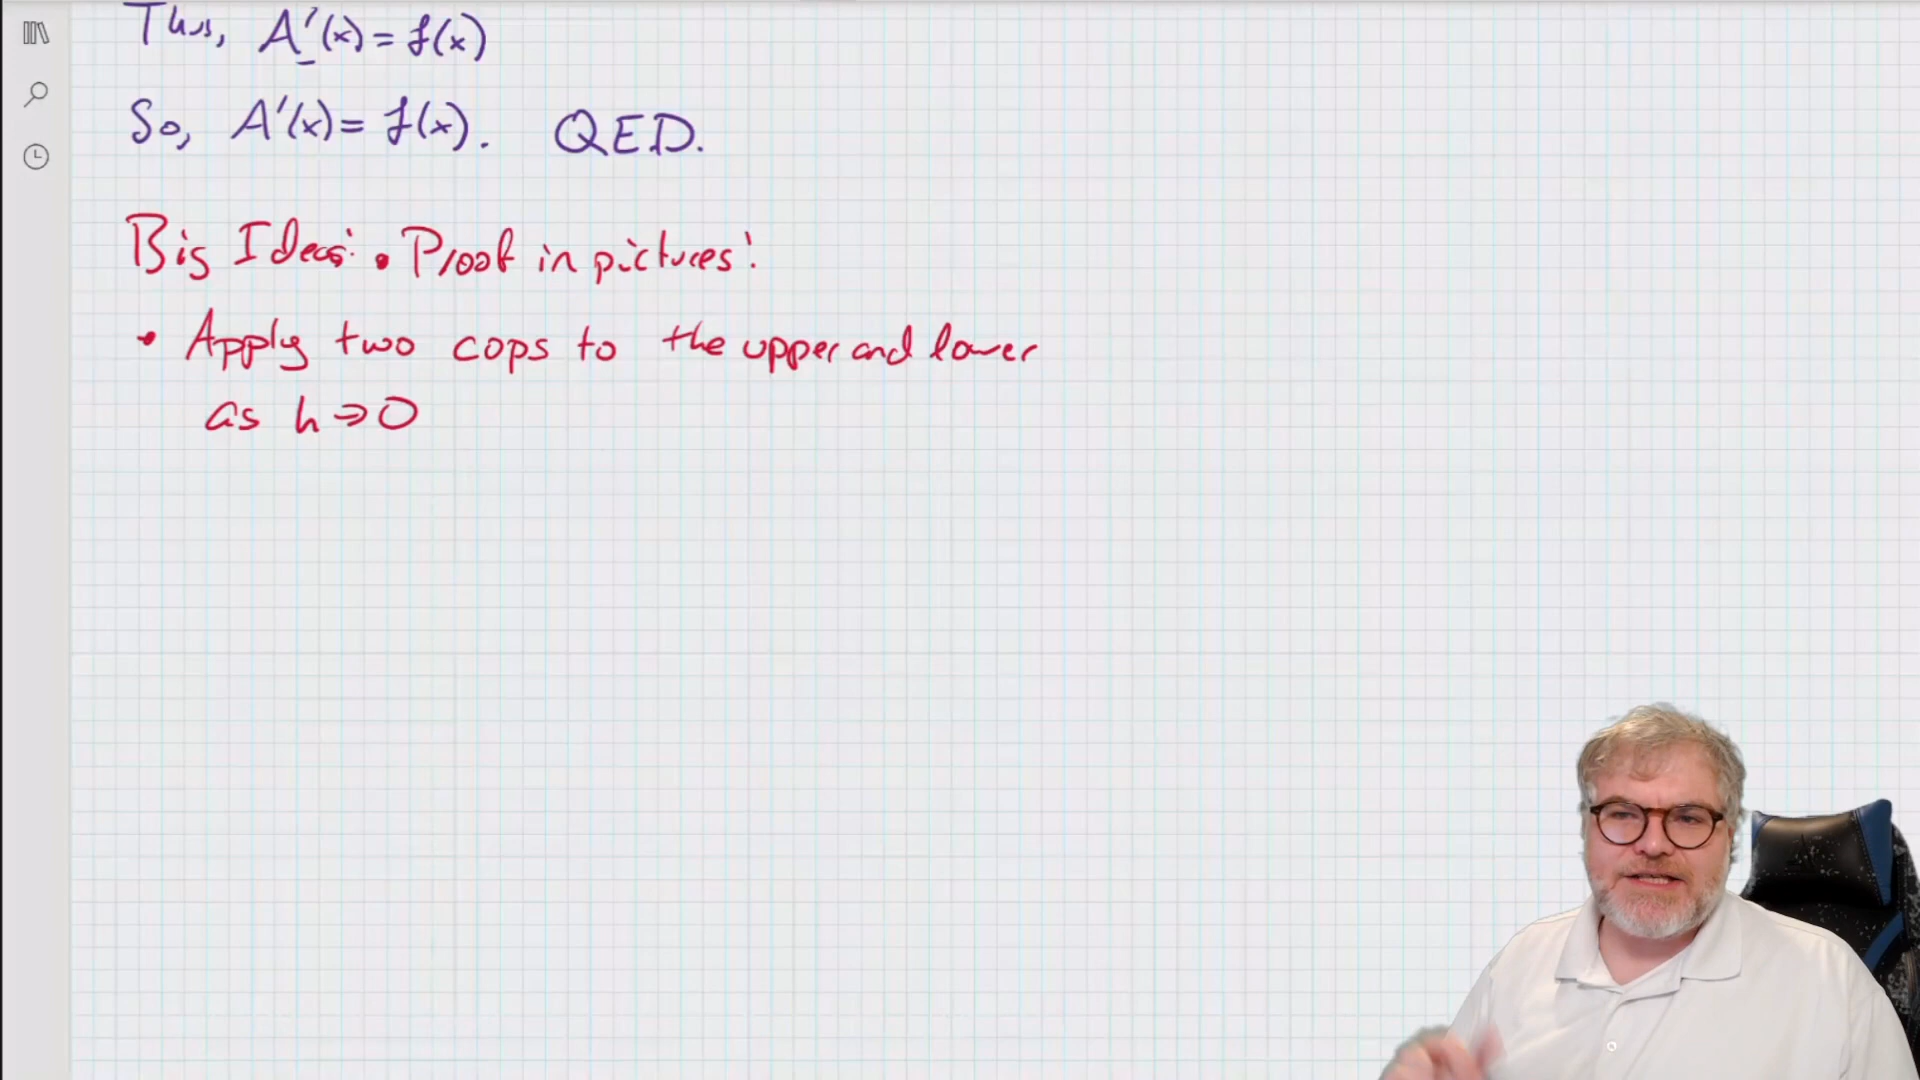 Thus, A'(x) = f(x)
So, A'(x) = f(x). QED.
Big Ideas: • Proof in pictures!
• Apply two cops to the upper and lower
as h → 0